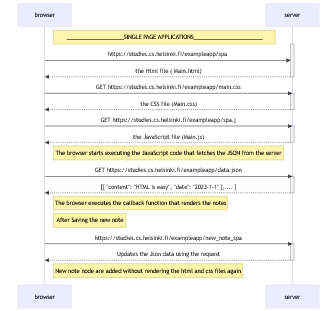 browser server
____________SINGLE PAGE APPLICATIONS____________
https://studies.cs.helsinki.fi/exampleapp/spa
the Html file ( Main.html)
GET https://studies.cs.helsinki.fi/exampleapp/main.css
the CSS file (Main.css)
GET https://studies.cs.helsinki.fi/exampleapp/spa.j
the JavaScript file (Main.js)
The browser starts executing the JavaScript code that fetches the JSON from the server
GET https://studies.cs.helsinki.fi/exampleapp/data.json
[{ "content": "HTML is easy", "date": "2023-1-1" }, ... ]
The browser executes the callback function that renders the notes
After Saving the new note
https://studies.cs.helsinki.fi/exampleapp/new_note_spa
Updates the Json data using the request
New note node are added without rendering the html and css files again
browser server